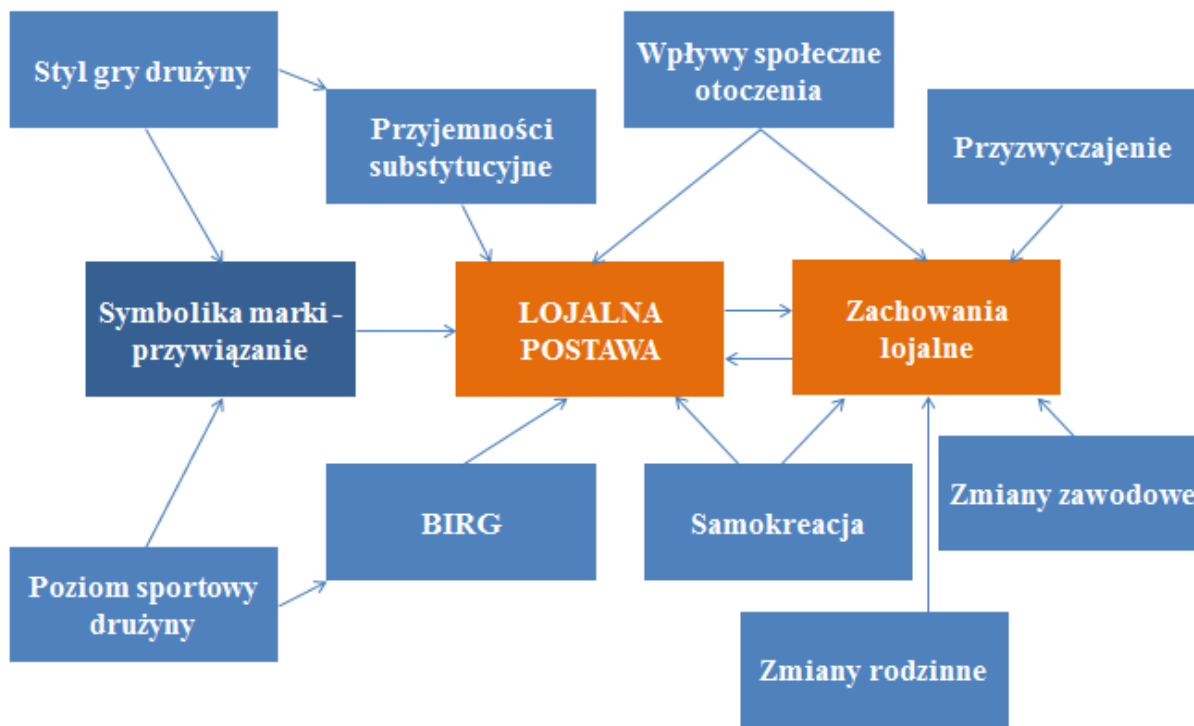 Styl gry drużyny
Wpływy społeczne
otoczenia
Przyjemności
substytucyjne
Przyzwyczajenie
Symbolika marki -
przywiązanie
LOJALNA
POSTAWA
Zachowania
lojalne
BIRG
Samokreacja
Zmiany zawodowe
Poziom sportowy
drużyny
Zmiany rodzinne